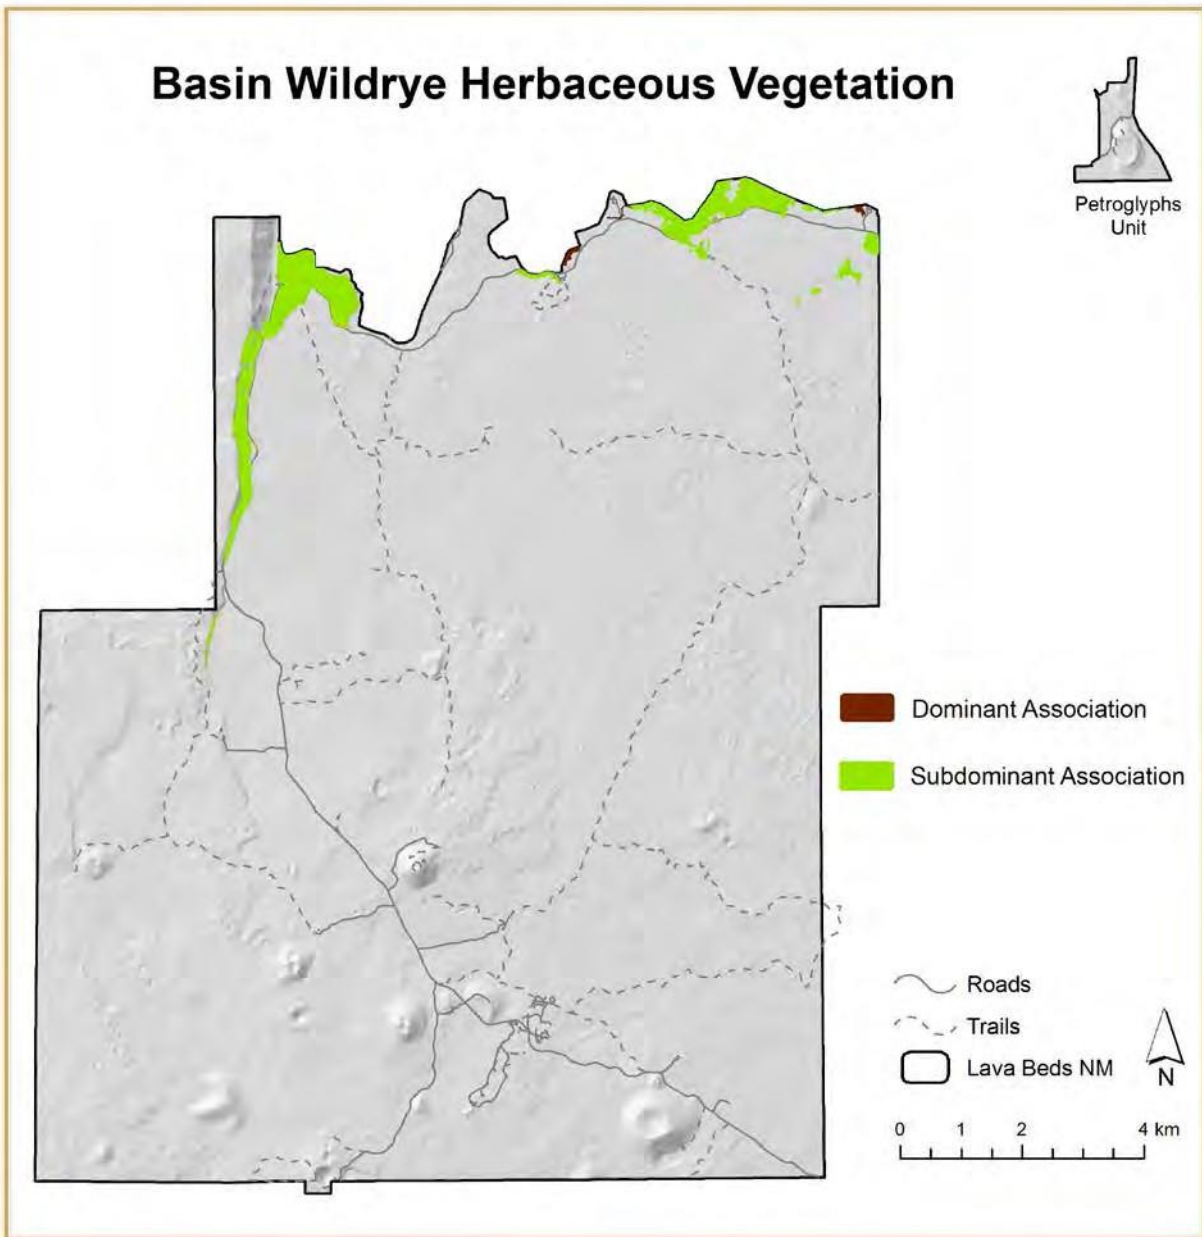 Basin Wildrye Herbaceous Vegetation
Petroglyphs
Unit
Dominant Association
Subdominant Association
Roads
Trails
Lava Beds NM
N
0 1 2 4 km